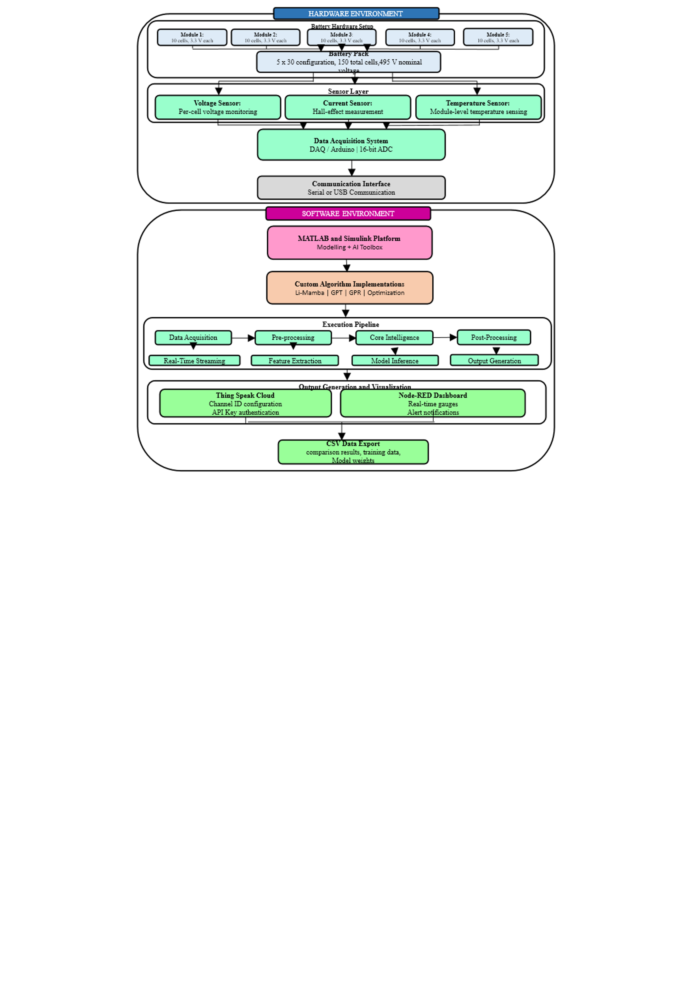 HARDWARE ENVIRONMENT
Battery Hardware Setup
Module 1:
10 cells, 3.3 V each
Module 2:
10 cells, 3.3 V each
Module 3:
10 cells, 3.3 V each
Module 4:
10 cells, 3.3 V each
Module 5:
10 cells, 3.3 V each
Battery Pack
5 x 30 configuration, 150 total cells,495 V nominal
voltage
Sensor Layer
Voltage Sensor:
Per-cell voltage monitoring
Current Sensor:
Hall-effect measurement
Temperature Sensor:
Module-level temperature sensing
Data Acquisition System
DAQ / Arduino | 16-bit ADC
Communication Interface
Serial or USB Communication
SOFTWARE ENVIRONMENT
MATLAB and Simulink Platform
Modelling + AI Toolbox
Custom Algorithm Implementations
Li-Mamba | GPT | GPR | Optimization
Execution Pipeline
Data Acquisition
Pre-processing
Core Intelligence
Post-Processing
Real-Time Streaming
Feature Extraction
Model Inference
Output Generation
Output Generation and Visualization
Thing Speak Cloud
Channel ID configuration
API Key authentication
Node-RED Dashboard
Real-time gauges
Alert notifications
CSV Data Export
comparison results, training data,
Model weights